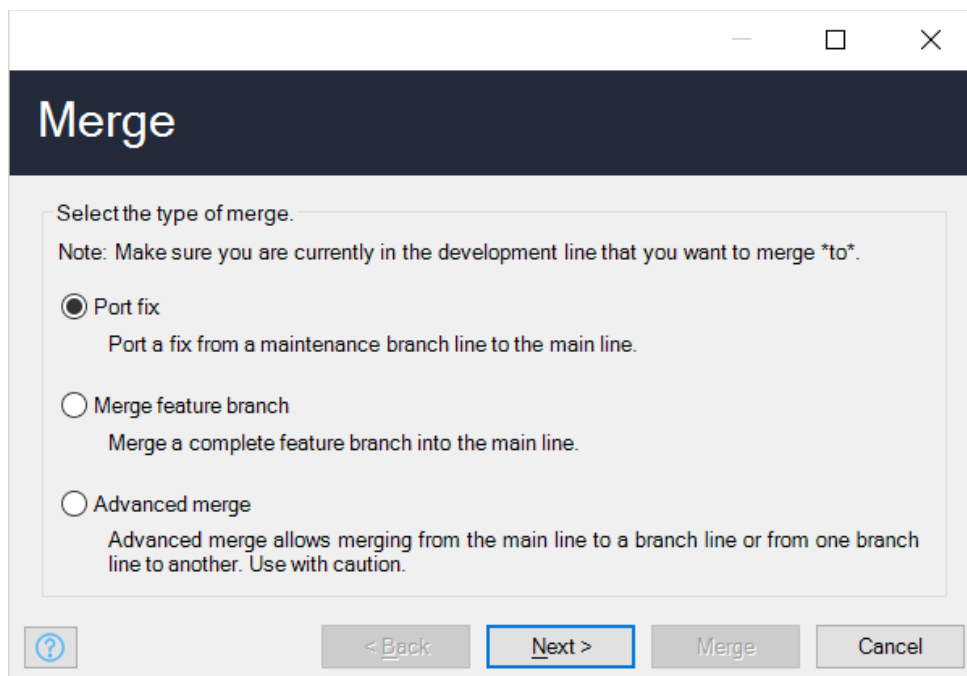 Merge
Select the type of merge.
Note: Make sure you are currently in the development line that you want to merge *to*.
Port fix
Port a fix from a maintenance branch line to the main line.
Merge feature branch
Merge a complete feature branch into the main line.
Advanced merge
Advanced merge allows merging from the main line to a branch line or from one branch
line to another. Use with caution.
? < Back Next > Merge Cancel